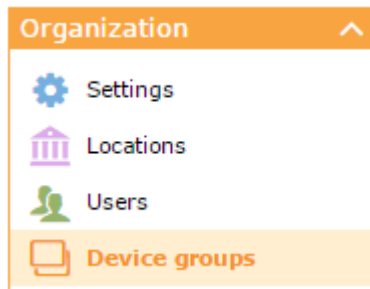 Organization
Settings
Locations
Users
Device groups